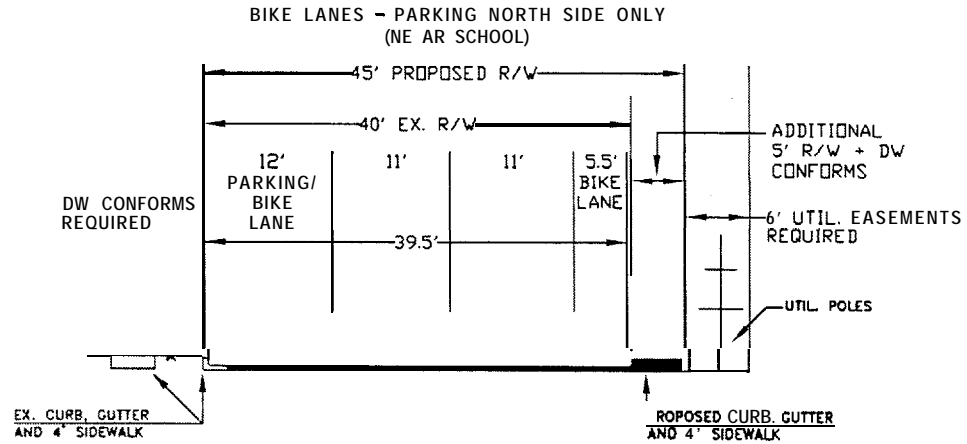 BIKE LANES – PARKING NORTH SIDE ONLY
(NE AR SCHOOL)
45' PROPOSED R/W
40' EX. R/W
ADDITIONAL
5' R/W + DW
CONFORMS
12'
PARKING/
BIKE
LANE
11'
11'
5.5'
BIKE
LANE
DW CONFORMS
REQUIRED
6' UTIL. EASEMENTS
REQUIRED
39.5'
UTIL. POLES
EX. CURB, GUTTER
AND 4' SIDEWALK
ROPOSED CURB. GUTTER
AND 4' SIDEWALK